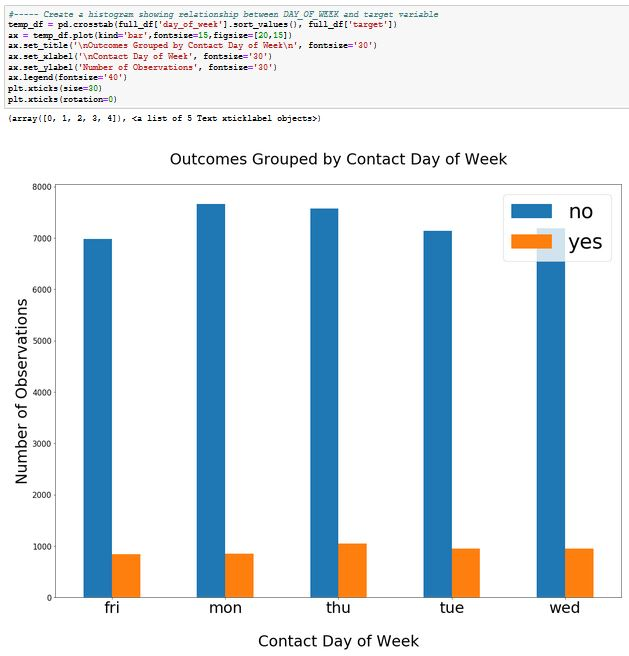 #----- Create a histogram showing relationship between DAY_OF_WEEK and target variable
temp_df = pd.crosstab(full_df['day_of_week'].sort_values(), full_df['target'])
ax = temp_df.plot(kind='bar',fontsize=15,figsize=[20,15])
ax.set_title('\nOutcomes Grouped by Contact Day of Week\n', fontsize='30')
ax.set_xlabel('\nContact Day of Week', fontsize='30')
ax.set_ylabel('Number of Observations', fontsize='30')
ax.legend(fontsize='40')
plt.xticks(size=30)
plt.xticks(rotation=0)
(array([0, 1, 2, 3, 4]), <a list of 5 Text xticklabel objects>)
Outcomes Grouped by Contact Day of Week
no
yes
Number of Observations
8000
7000
6000
5000
4000
3000
2000
1000
0
fri mon thu tue wed
Contact Day of Week